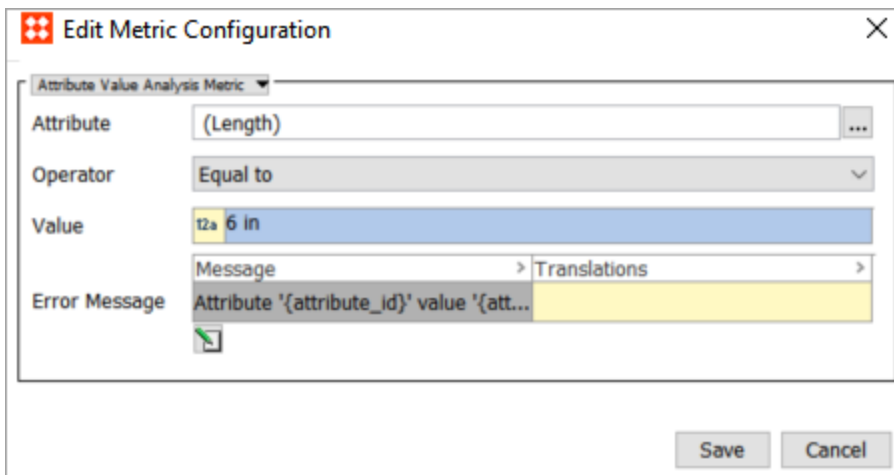 Edit Metric Configuration
Attribute Value Analysis Metric
Attribute (Length) ...
Operator Equal to
Value 12a 6 in
Message > Translations >
Error Message Attribute '{attribute_id}' value '{att...
Save Cancel